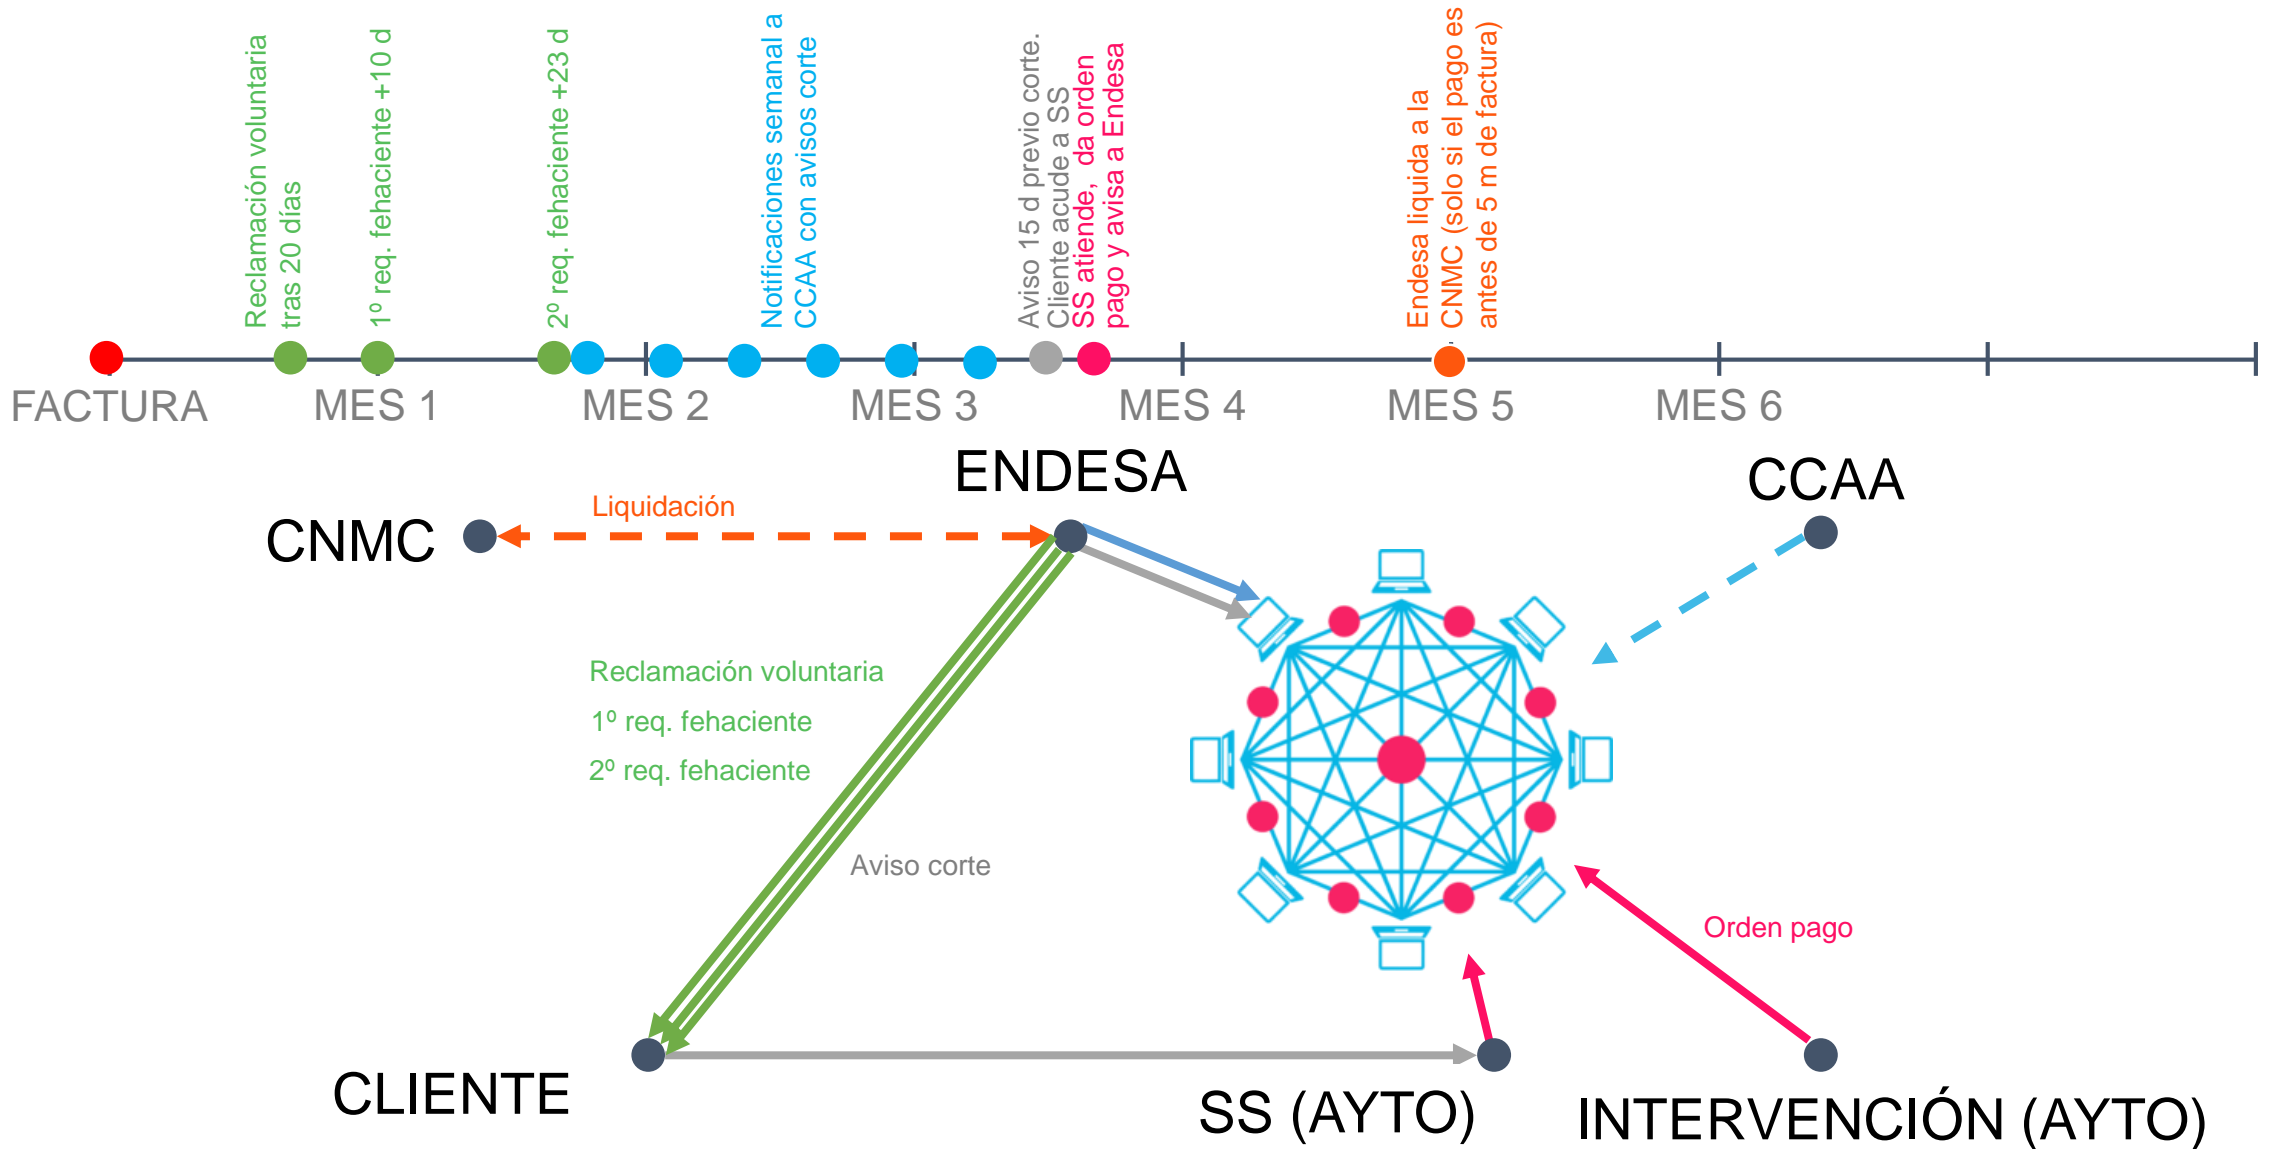 Reclamación voluntaria
tras 20 días
1º req. fehaciente +10 d
2º req. fehaciente +23 d
Notificaciones semanal a
CCAA con avisos corte
Aviso 15 d previo corte.
Cliente acude a SS
SS atiende, da orden
pago y avisa a Endesa
Endesa liquida a la
CNMC (solo si el pago es
antes de 5 m de factura)
FACTURA
MES 1
MES 2
MES 3
MES 4
MES 5
MES 6
ENDESA
CCAA
Liquidación
CNMC
Reclamación voluntaria
1º req. fehaciente
2º req. fehaciente
Aviso corte
Orden pago
CLIENTE
SS (AYTO)
INTERVENCIÓN (AYTO)